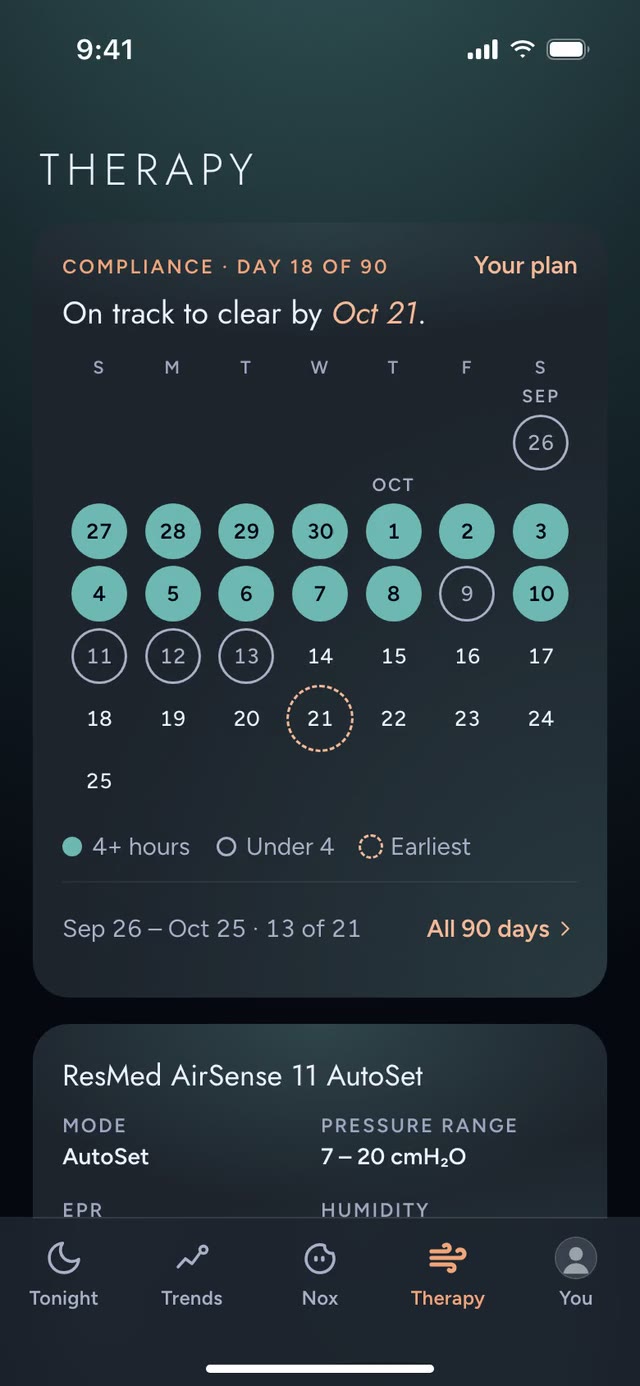 9:41
THERAPY
COMPLIANCE · DAY 18 OF 90 Your plan
On track to clear by Oct 21.
S M T W T F S
SEP
26
OCT
27 28 29 30 1 2 3
4 5 6 7 8 9 10
11 12 13 14 15 16 17
18 19 20 21 22 23 24
25
4+ hours Under 4 Earliest
Sep 26 – Oct 25 · 13 of 21 All 90 days >
ResMed AirSense 11 AutoSet
MODE PRESSURE RANGE
AutoSet 7 – 20 cmH₂O
EPR HUMIDITY
Tonight Trends Nox Therapy You